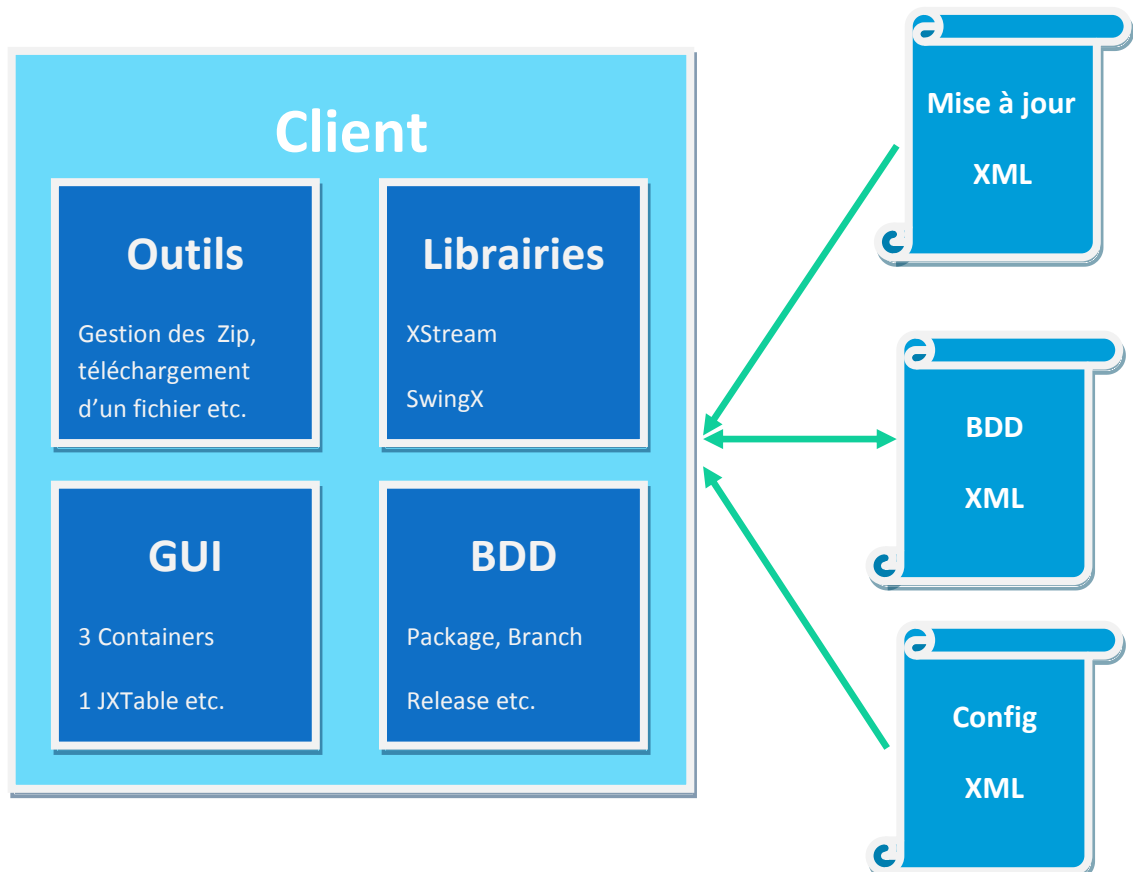 Client
Outils
Gestion des Zip,
téléchargement
d’un fichier etc.
Librairies
XStream
SwingX
GUI
3 Containers
1 JXTable etc.
BDD
Package, Branch
Release etc.
Mise à jour
XML
BDD
XML
Config
XML